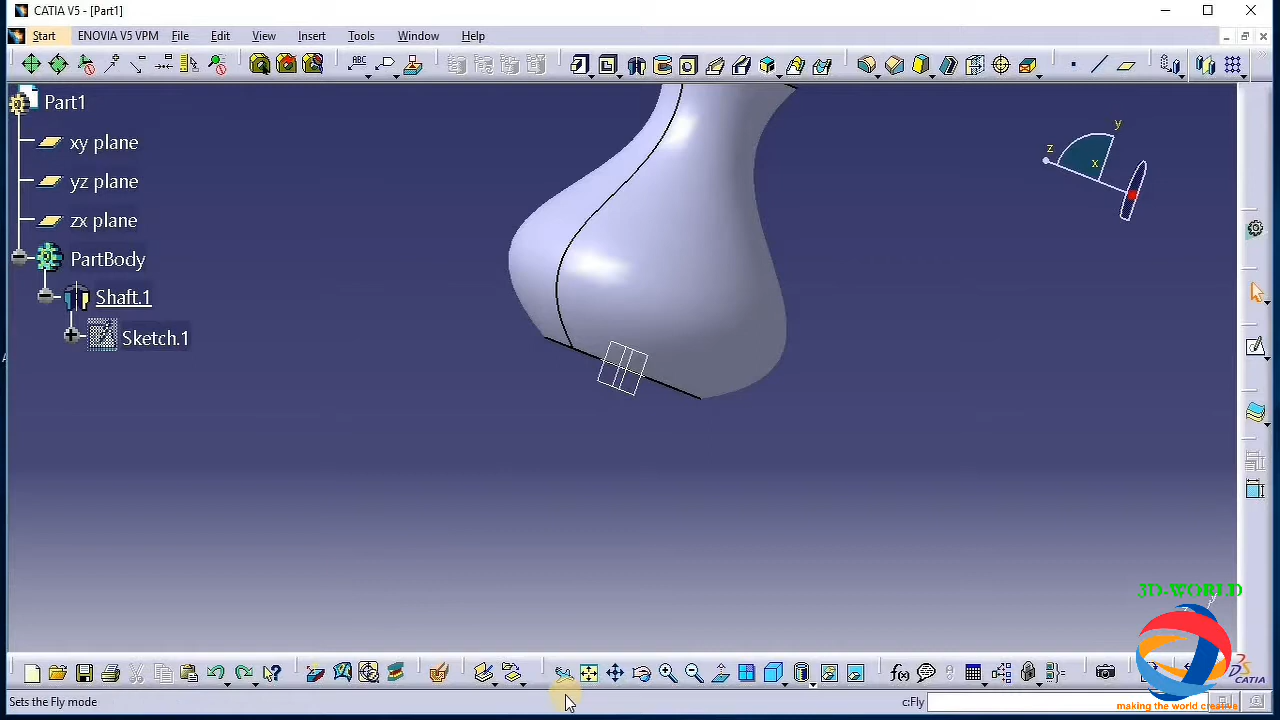 CATIA V5 - [Part1]
Start ENOVIA V5 VPM File Edit View Insert Tools Window Help
ABC
Part1
xy plane
yz plane
zx plane
PartBody
Shaft.1
Sketch.1
y
z
x
3D-WORLD
f(x)
CATIA
making the world creative
Sets the Fly mode
c:Fly